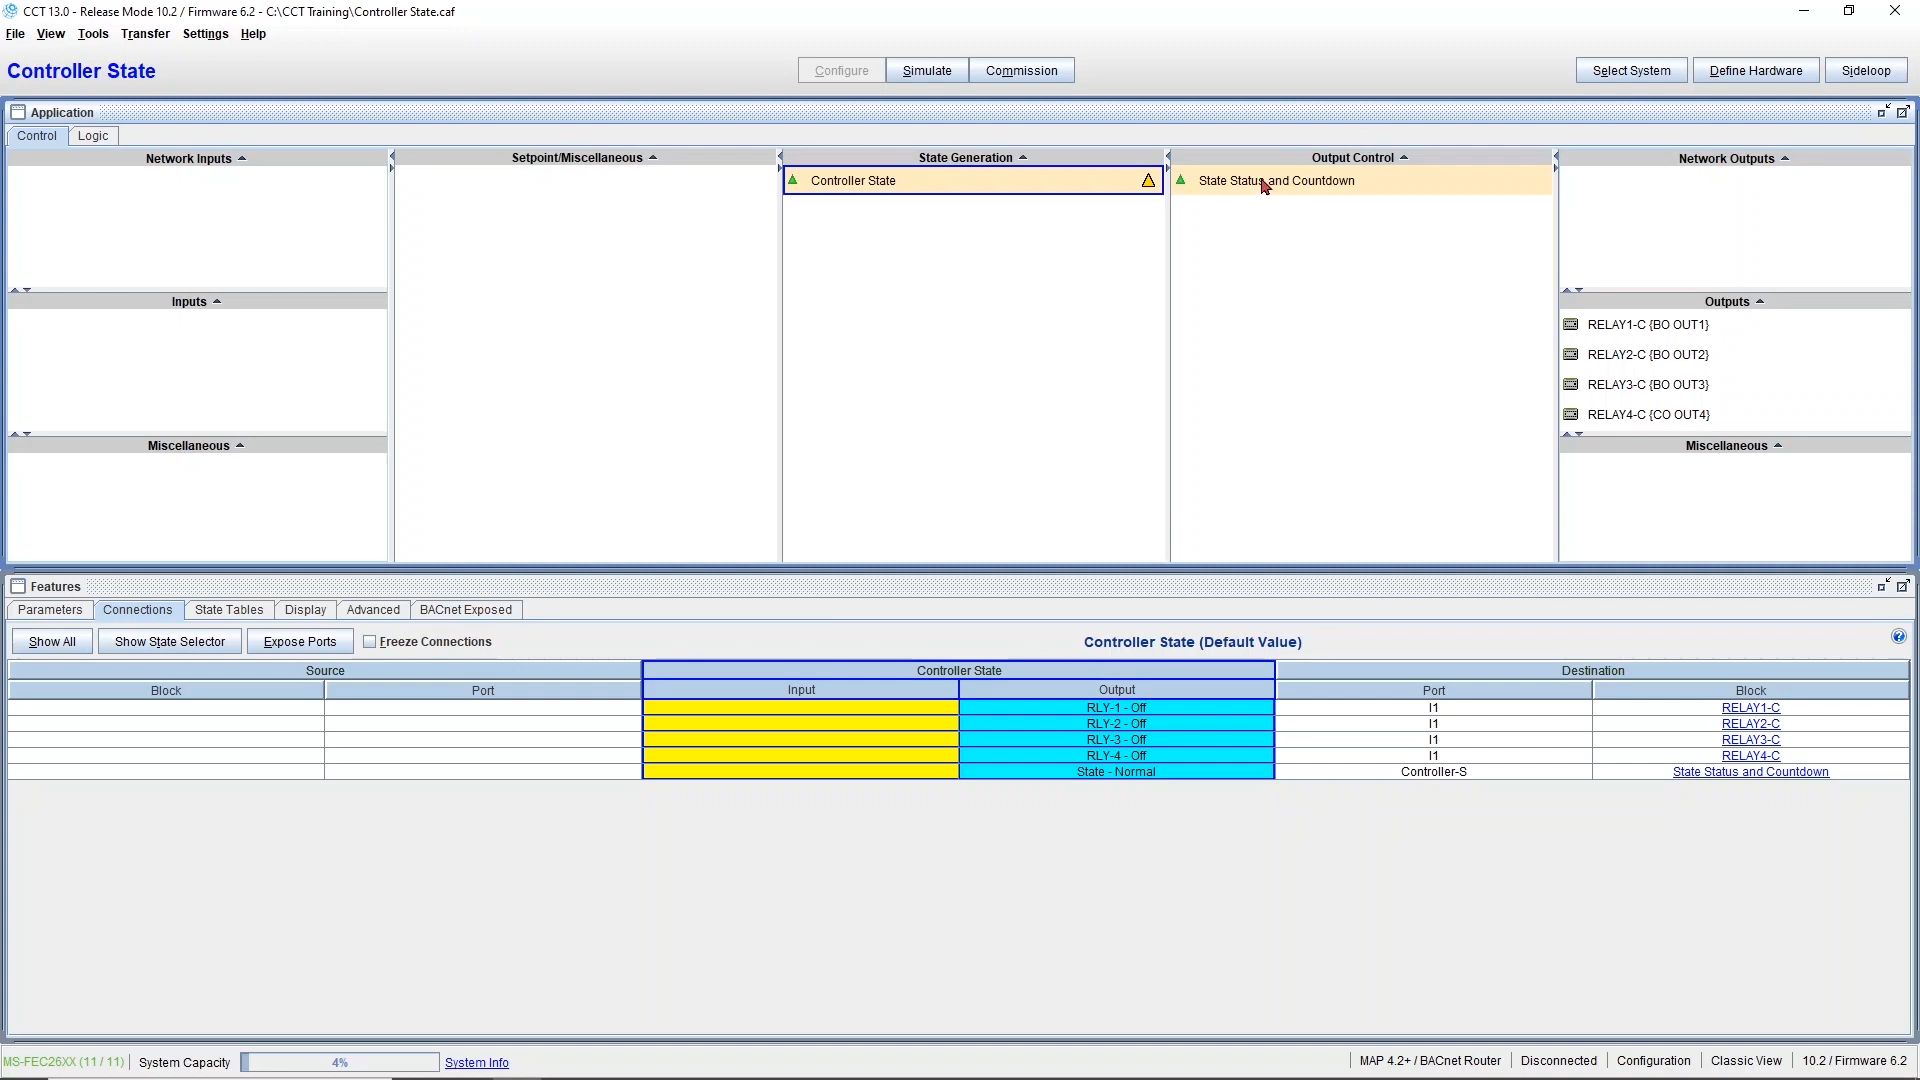 CCT 13.0 - Release Mode 10.2 / Firmware 6.2 - C:\CCT Training\Controller State.caf
File View Tools Transfer Settings Help
Controller State Configure Simulate Commission Select System Define Hardware Sideloop
Application
Control Logic
Network Inputs Setpoint/Miscellaneous State Generation Output Control Network Outputs
Controller State State Status and Countdown
Inputs Outputs
RELAY1-C {BO OUT1}
RELAY2-C {BO OUT2}
RELAY3-C {BO OUT3}
RELAY4-C {CO OUT4}
Miscellaneous Miscellaneous
Features
Parameters Connections State Tables Display Advanced BACnet Exposed
Show All Show State Selector Expose Ports Freeze Connections Controller State (Default Value)
Source Controller State Destination
Block Port Input Output Port Block
RLY-1 - Off I1 RELAY1-C
RLY-2 - Off I1 RELAY2-C
RLY-3 - Off I1 RELAY3-C
RLY-4 - Off I1 RELAY4-C
State - Normal Controller-S State Status and Countdown
MS-FEC26XX (11 / 11) System Capacity 4% System Info MAP 4.2+ / BACnet Router Disconnected Configuration Classic View 10.2 / Firmware 6.2